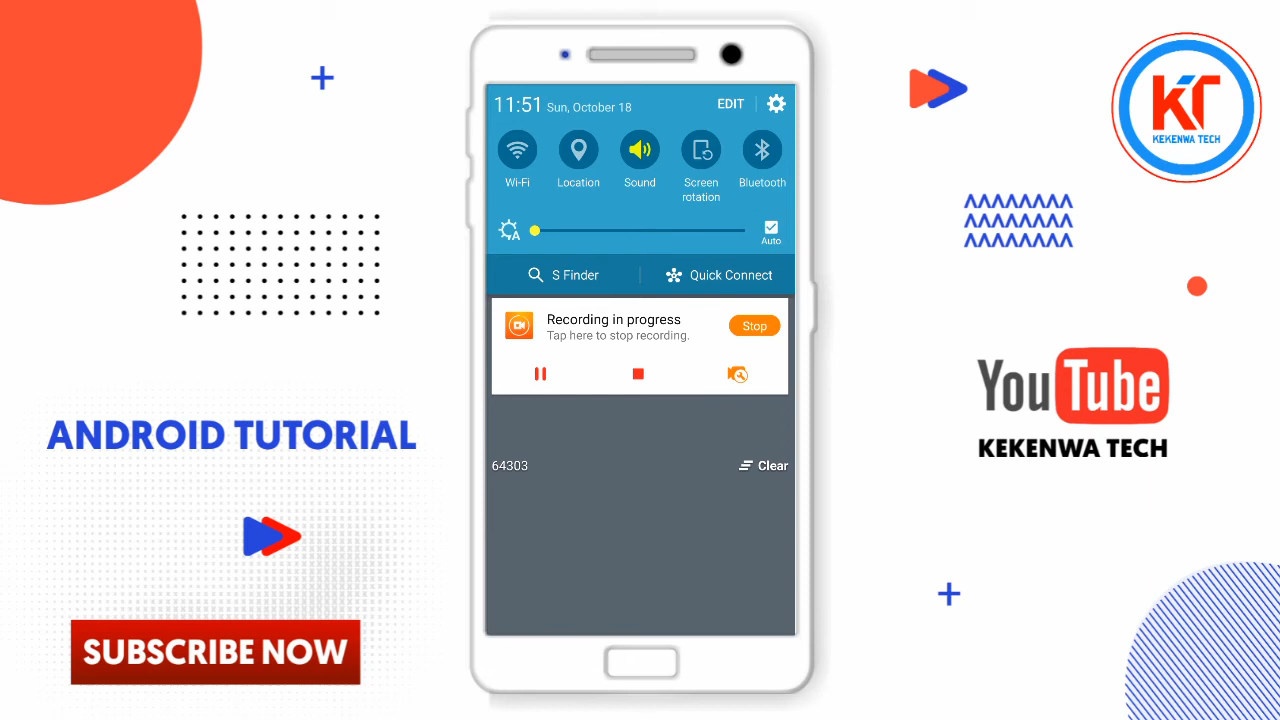 11:51 Sun, October 18 EDIT
Wi-Fi Location Sound Screen rotation Bluetooth
A
Auto
S Finder Quick Connect
Recording in progress
Tap here to stop recording.
Stop
64303 Clear
ANDROID TUTORIAL
SUBSCRIBE NOW
KT
KEKENWA TECH
YouTube
KEKENWA TECH